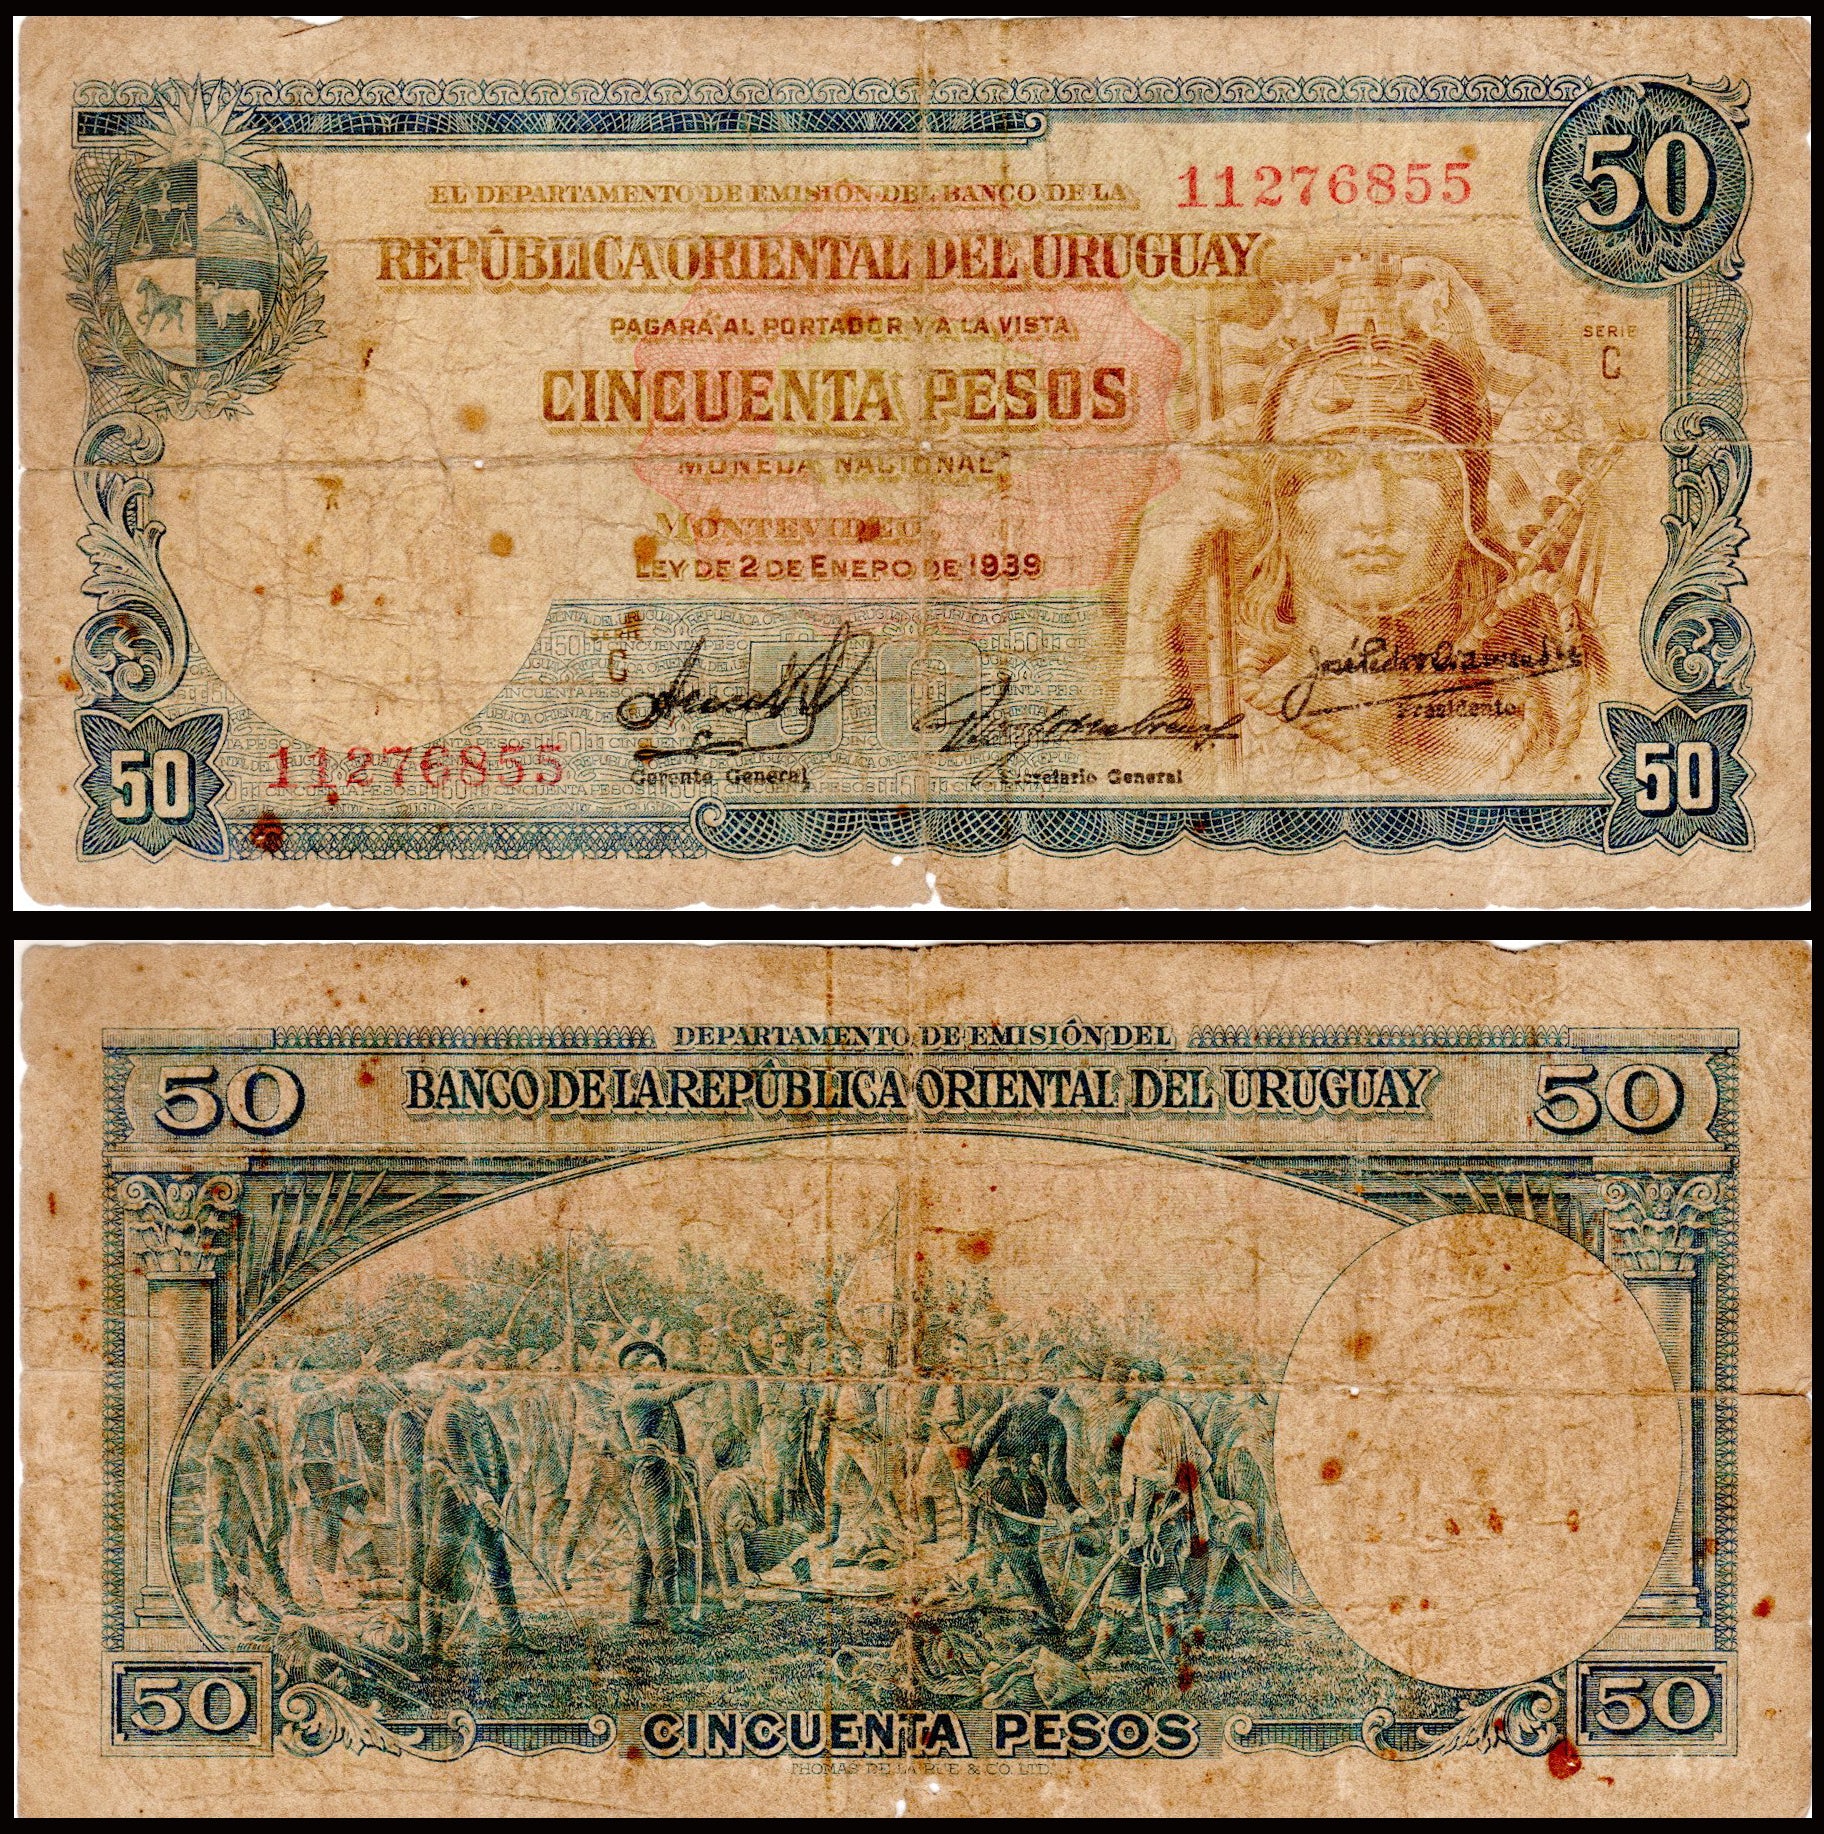 50
EL DEPARTAMENTO DE EMISIÓN DEL BANCO DE LA
11276855
REPÚBLICA ORIENTAL DEL URUGUAY
PAGARÁ AL PORTADOR Y A LA VISTA
SERIE
C
CINCUENTA PESOS
MONEDA NACIONAL
MONTEVIDEO,
LEY DE 2 DE ENERO DE 1939
SERIE
C
50
Presidente
11276855
Gerente General
Secretario General
50
50
DEPARTAMENTO DE EMISIÓN DEL
BANCO DE LA REPÚBLICA ORIENTAL DEL URUGUAY
50
50
50
50
CINCUENTA PESOS
THOMAS DE LA RUE & CO. LTD.